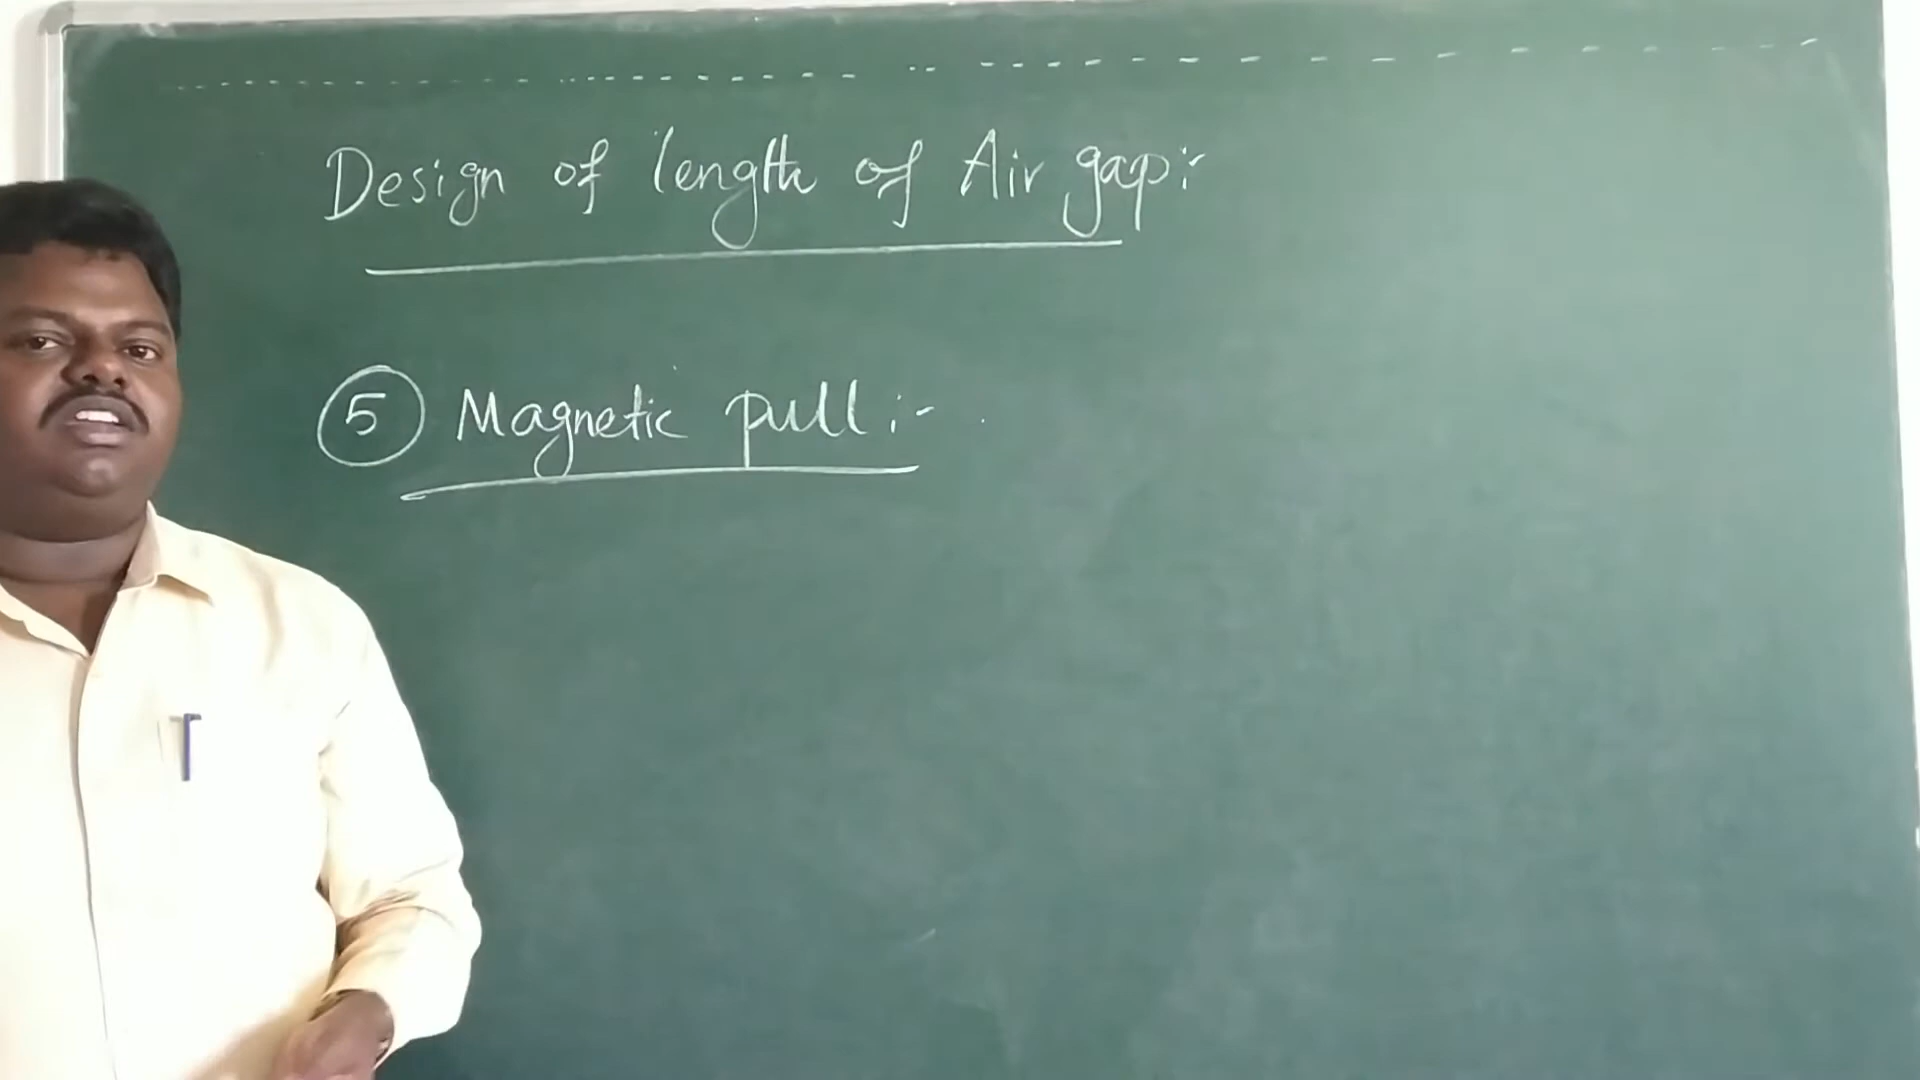 Design of length of Air gap:-
5 Magnetic pull :-